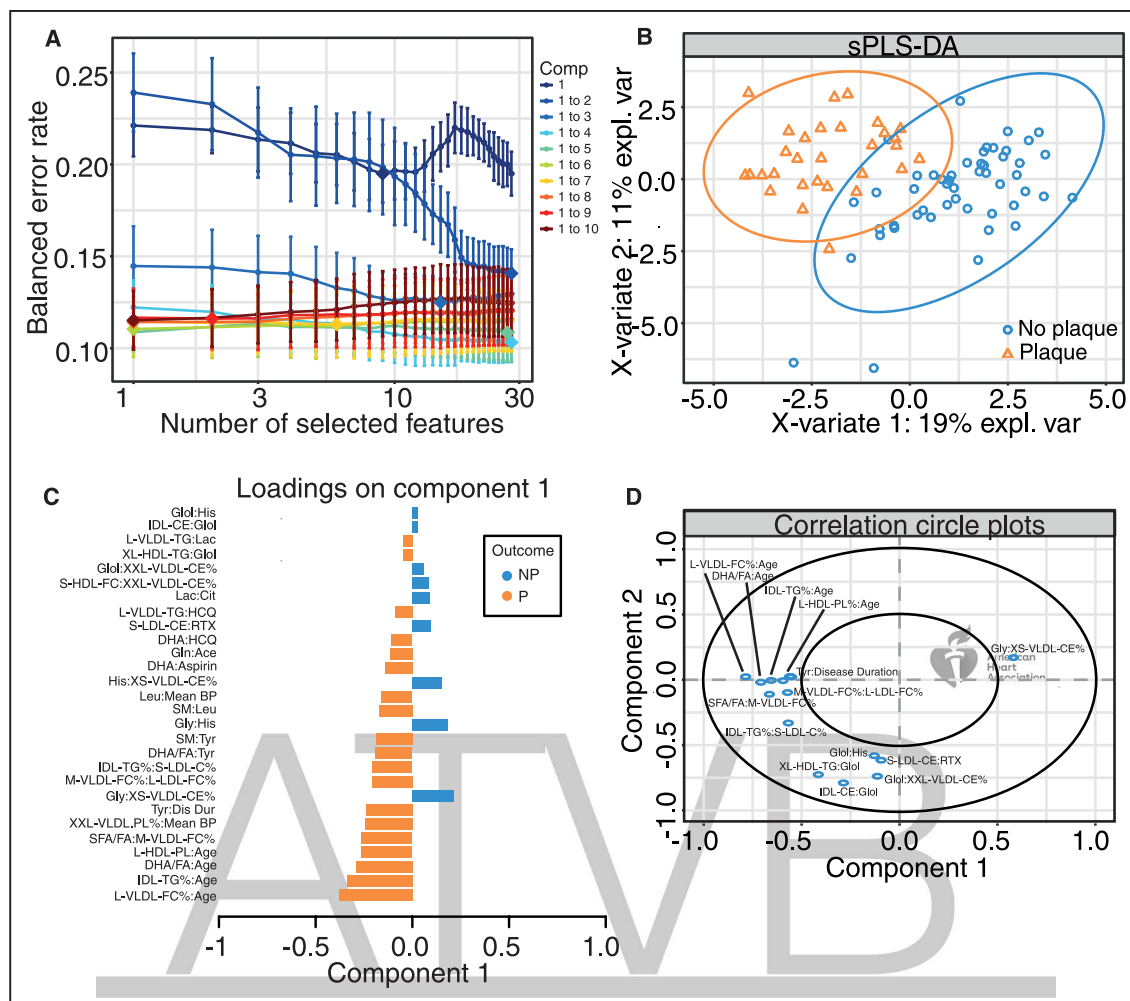 A
0.25
0.20
0.15
0.10
Balanced error rate
1
3
10
30
Number of selected features
Comp
1
1 to 2
1 to 3
1 to 4
1 to 5
1 to 6
1 to 7
1 to 8
1 to 9
1 to 10
B
sPLS-DA
2.5
0.0
-2.5
-5.0
X-variate 2: 11% expl. var
No plaque
Plaque
-5.0
-2.5
0.0
2.5
5.0
X-variate 1: 19% expl. var
C
Loadings on component 1
Glol:His
IDL-CE:Glol
L-VLDL-TG:Lac
XL-HDL-TG:Glol
Glol:XXL-VLDL-CE%
S-HDL-FC:XXL-VLDL-CE%
Lac:Cit
L-VLDL-TG:HCQ
S-LDL-CE:RTX
DHA:HCQ
Gln:Ace
DHA:Aspirin
His:XS-VLDL-CE%
Leu:Mean BP
SM:Leu
Gly:His
SM:Tyr
DHA/FA:Tyr
IDL-TG%:S-LDL-C%
M-VLDL-FC%:L-LDL-FC%
Gly:XS-VLDL-CE%
Tyr:Dis Dur
XXL-VLDL.PL%:Mean BP
SFA/FA:M-VLDL-FC%
L-HDL-PL:Age
DHA/FA:Age
IDL-TG%:Age
L-VLDL-FC%:Age
Outcome
NP
P
-1
-0.5
0.0
0.5
1.0
Component 1
D
Correlation circle plots
1.0
0.5
0.0
-0.5
-1.0
Component 2
L-VLDL-FC%:Age
DHA/FA:Age
IDL-TG%:Age
L-HDL-PL%:Age
Gly:XS-VLDL-CE%
American
Heart
Association
Tyr:Disease Duration
M-VLDL-FC%:L-LDL-FC%
SFA/FA:M-VLDL-FC%
IDL-TG%:S-LDL-C%
Glol:His
S-LDL-CE:RTX
XL-HDL-TG:Glol
Glol:XXL-VLDL-CE%
IDL-CE:Glol
-1.0
-0.5
0.0
0.5
1.0
Component 1
ATVB